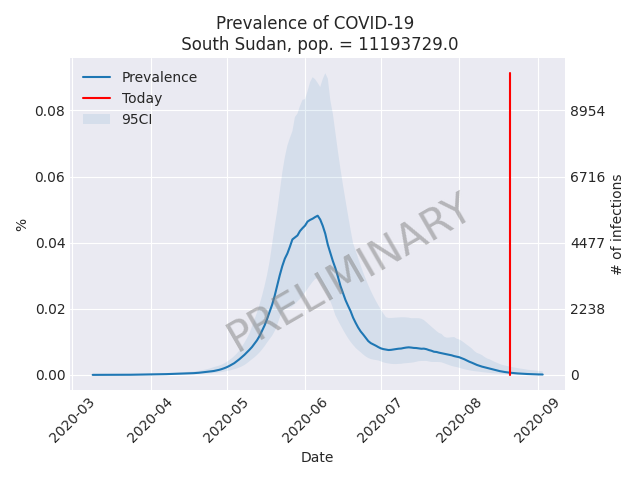 Prevalence of COVID-19
South Sudan, pop. = 11193729.0
Prevalence
Today
95CI
0.08
0.06
0.04
0.02
0.00
%
8954
6716
4477
2238
0
# of infections
PRELIMINARY
2020-03
2020-04
2020-05
2020-06
2020-07
2020-08
2020-09
Date